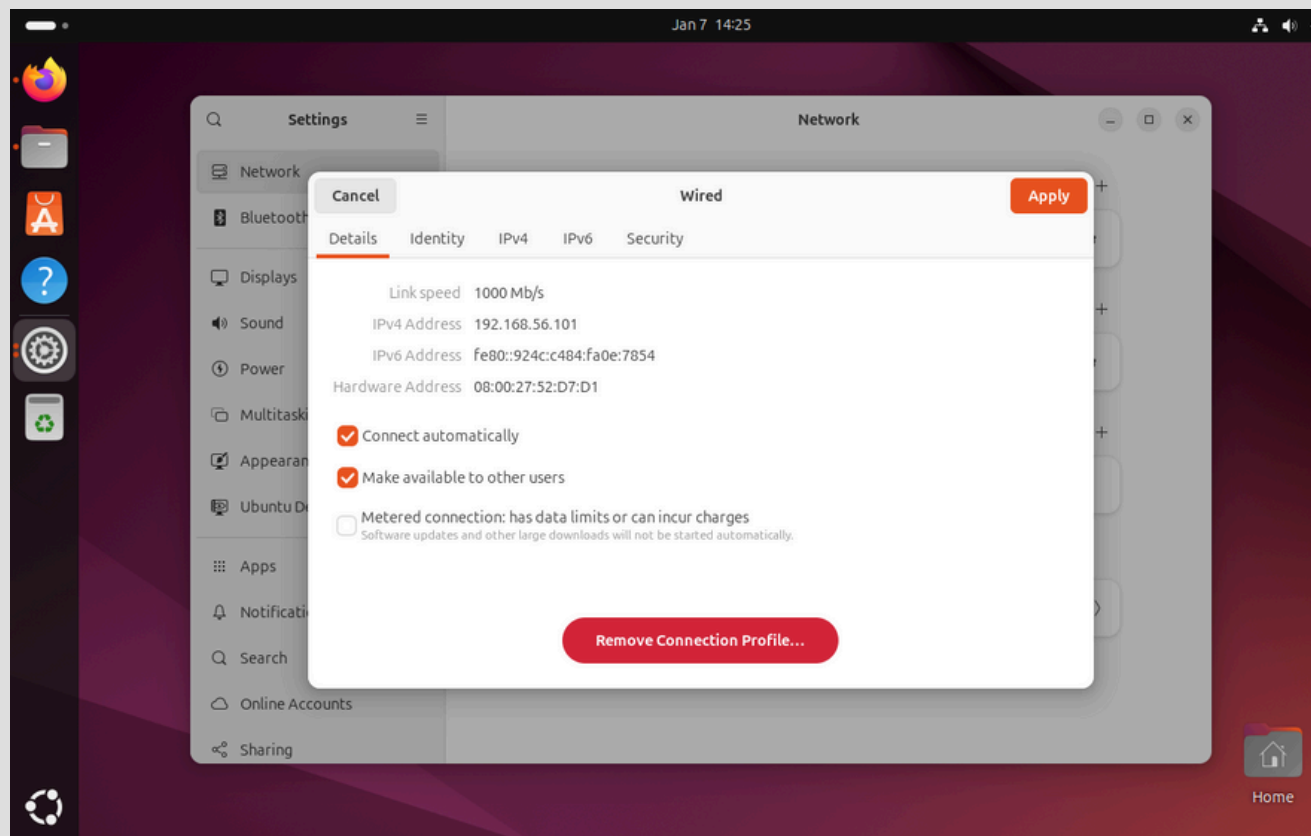 Jan 7 14:25
Settings
Network
Network
Bluetooth
Displays
Sound
Power
Multitaski
Appearan
Ubuntu De
Apps
Notificati
Search
Online Accounts
Sharing
Cancel
Wired
Apply
Details Identity IPv4 IPv6 Security
Link speed 1000 Mb/s
IPv4 Address 192.168.56.101
IPv6 Address fe80::924c:c484:fa0e:7854
Hardware Address 08:00:27:52:D7:D1
Connect automatically
Make available to other users
Metered connection: has data limits or can incur charges
Software updates and other large downloads will not be started automatically.
Remove Connection Profile...
Home